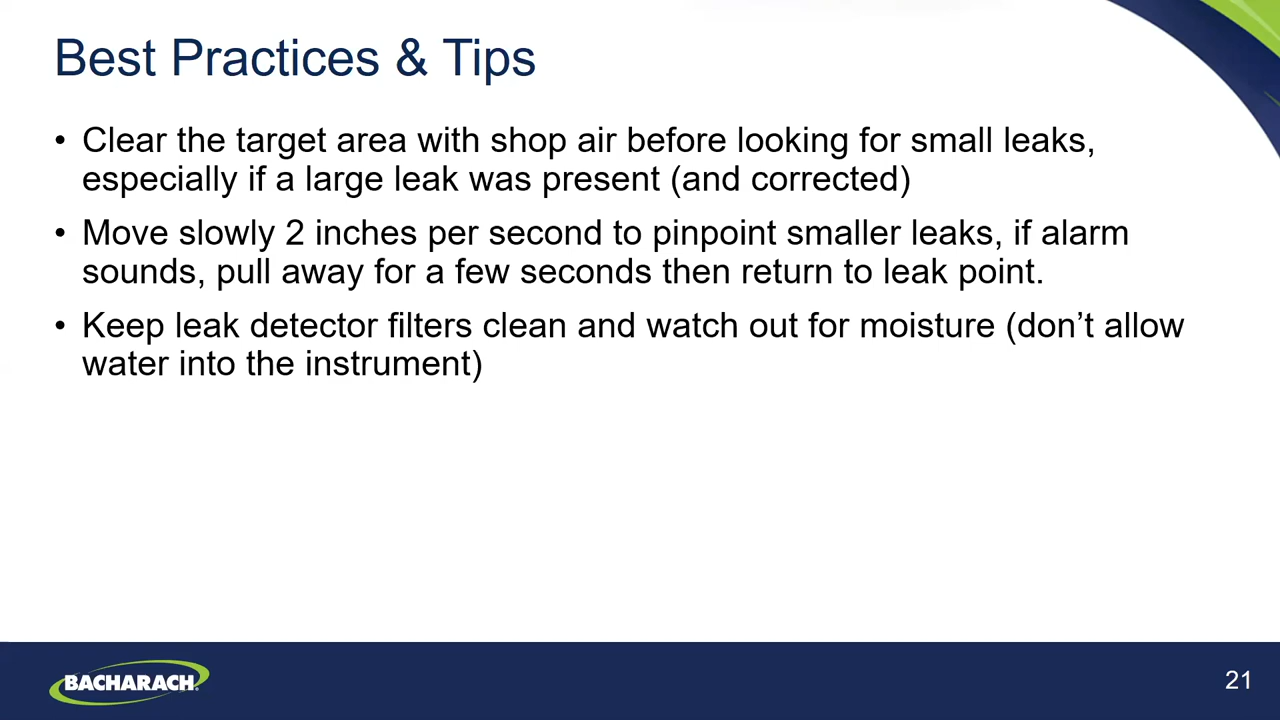 Best Practices & Tips
• Clear the target area with shop air before looking for small leaks,
especially if a large leak was present (and corrected)
• Move slowly 2 inches per second to pinpoint smaller leaks, if alarm
sounds, pull away for a few seconds then return to leak point.
• Keep leak detector filters clean and watch out for moisture (don’t allow
water into the instrument)
BACHARACH®
21